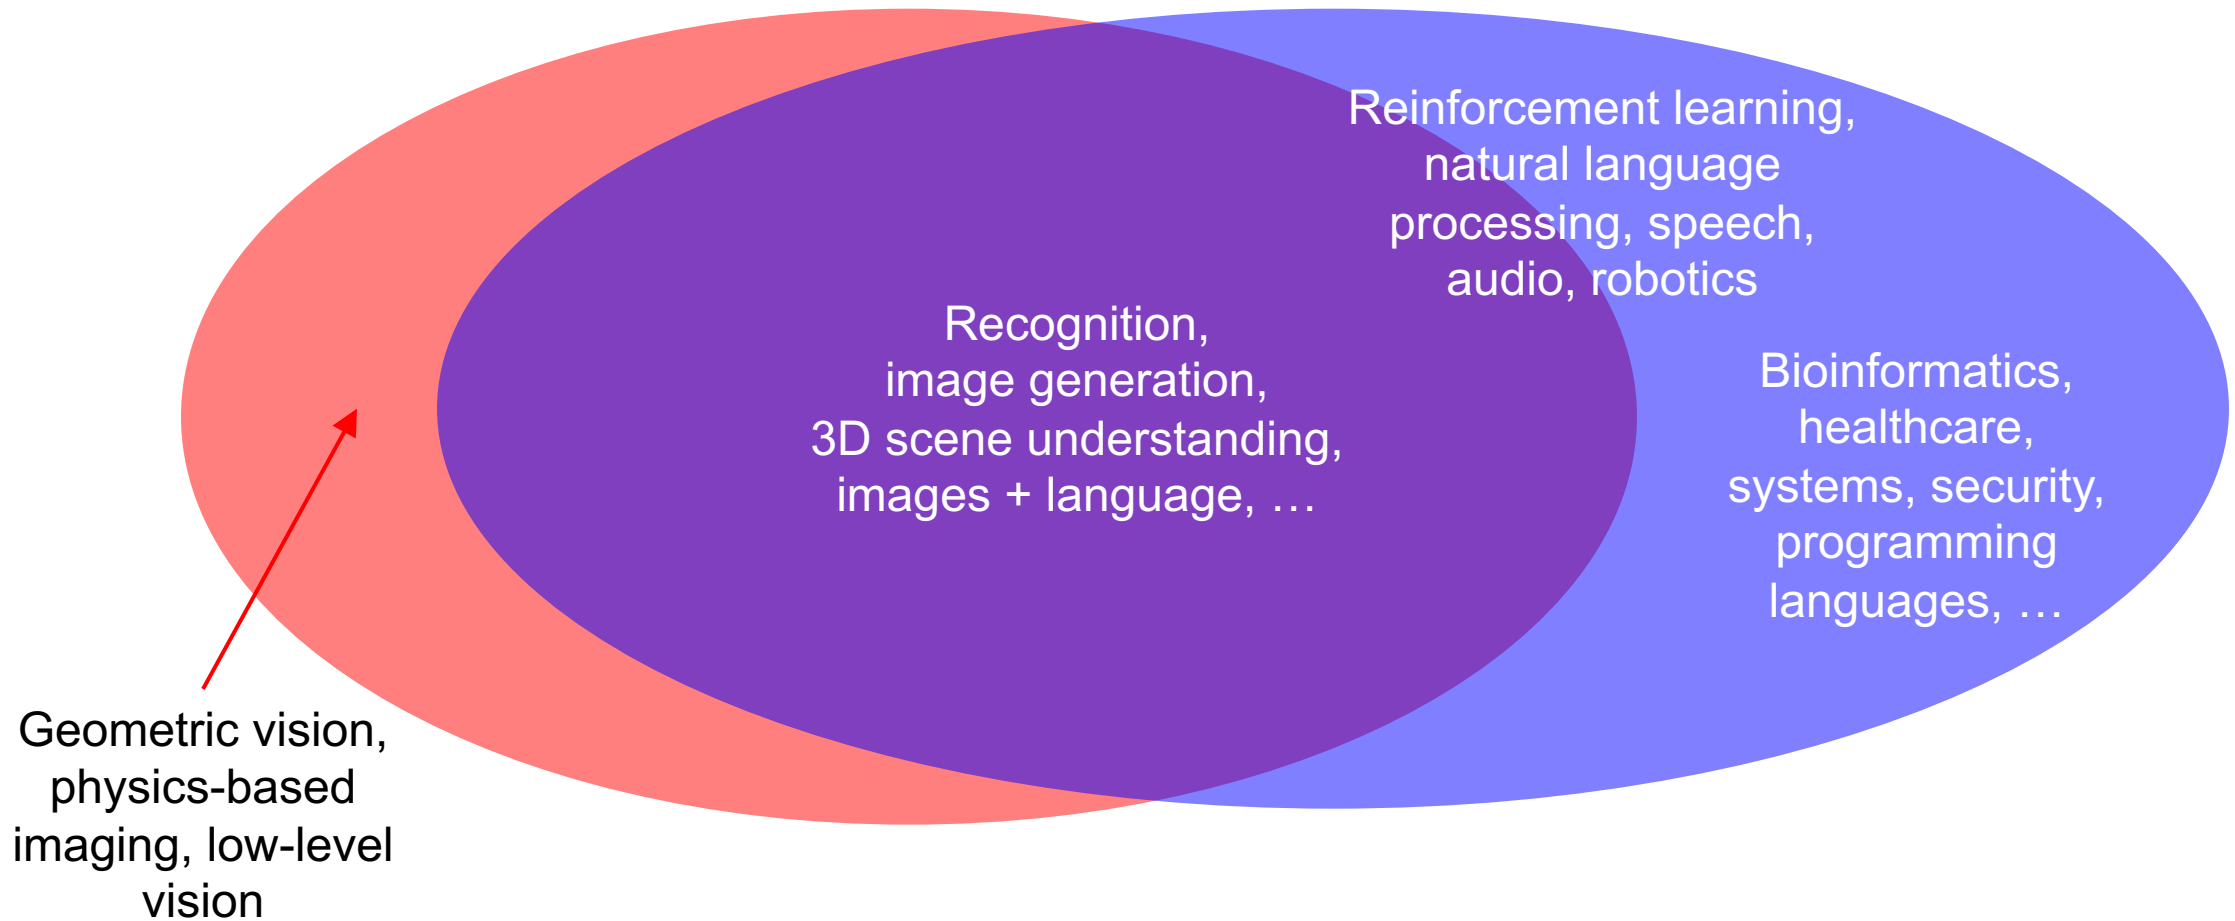 Reinforcement learning,
natural language
processing, speech,
audio, robotics
Recognition,
image generation,
3D scene understanding,
images + language, …
Bioinformatics,
healthcare,
systems, security,
programming
languages, …
Geometric vision,
physics-based
imaging, low-level
vision